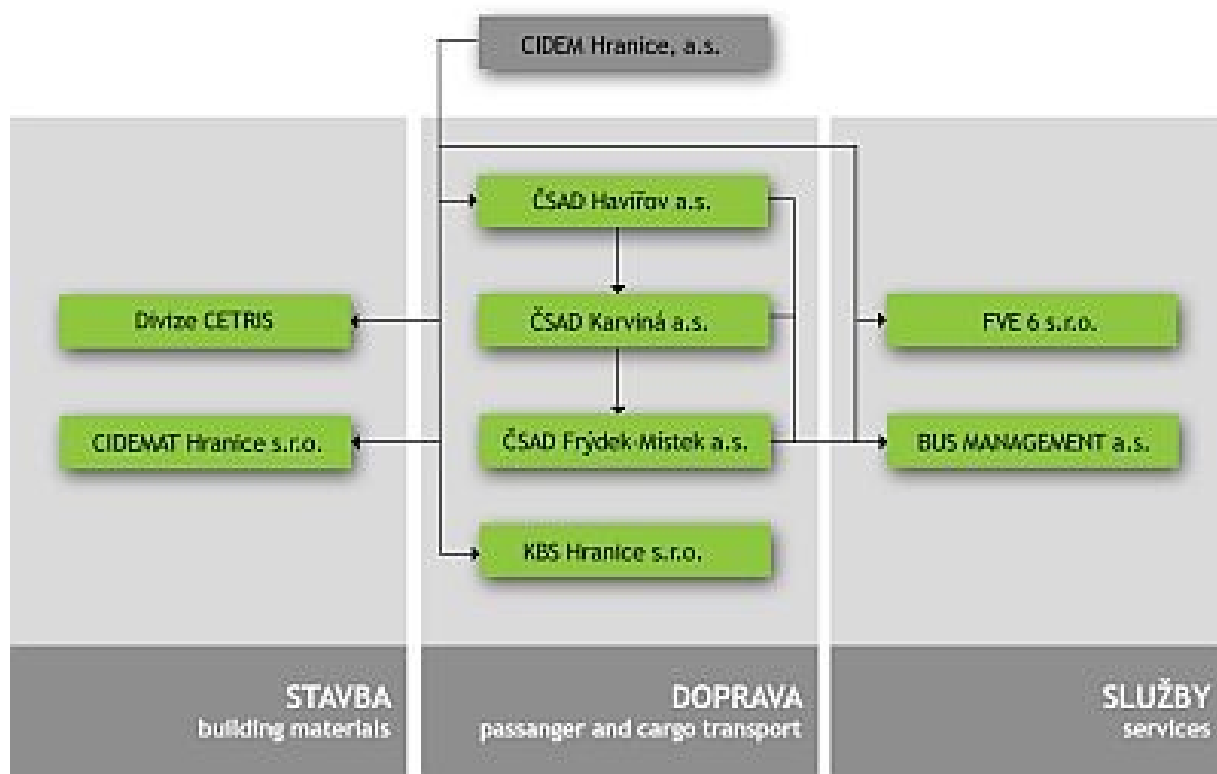 CIDEM Hranice, a.s.
ČSAD Havířov a.s.
Divize CETRIS
ČSAD Karviná a.s.
FVE 6 s.r.o.
CIDEMAT Hranice s.r.o.
ČSAD Frýdek-Místek a.s.
BUS MANAGEMENT a.s.
KBS Hranice s.r.o.
STAVBA
building materials
DOPRAVA
passanger and cargo transport
SLUŽBY
services